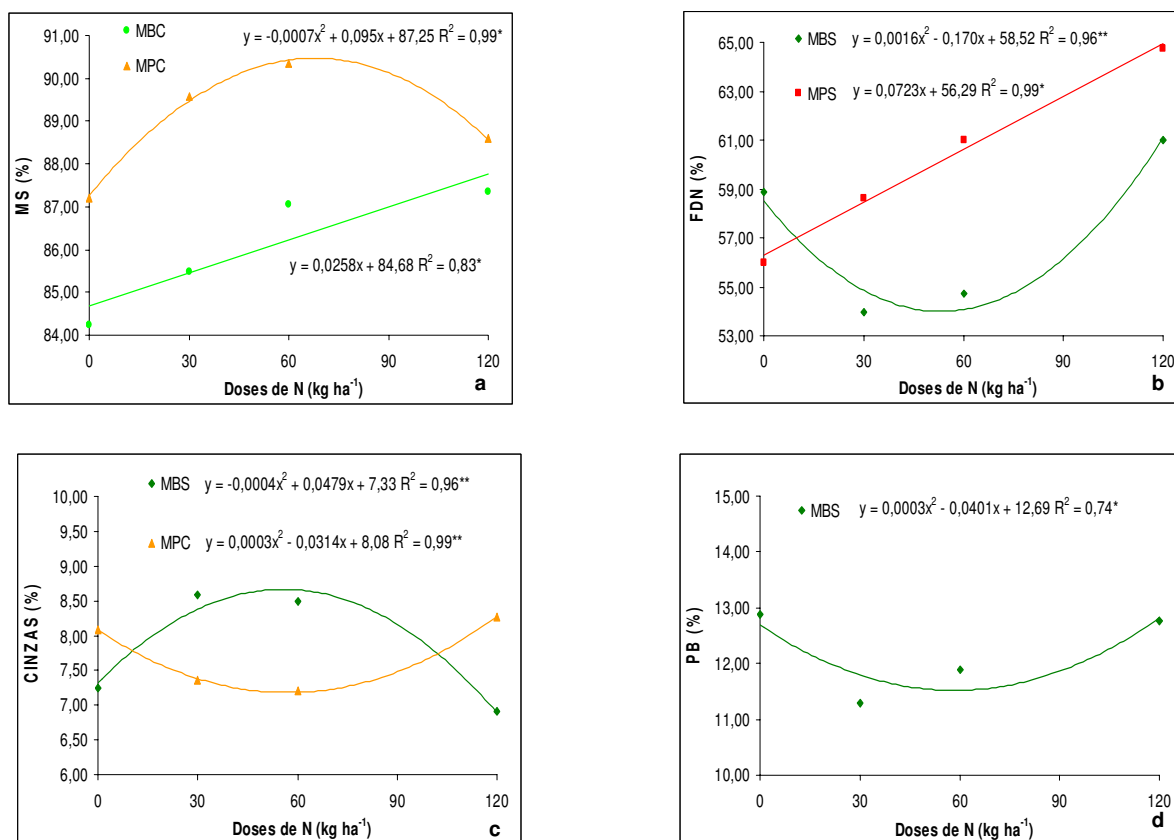 MBC
MPC
y = -0,0007x² + 0,095x + 87,25 R² = 0,99*
91,00
90,00
89,00
88,00
87,00
86,00
85,00
84,00
MS (%)
y = 0,0258x + 84,68 R² = 0,83*
0 30 60 90 120
Doses de N (kg ha⁻¹)
a
MBS y = 0,0016x² - 0,170x + 58,52 R² = 0,96**
MPS y = 0,0723x + 56,29 R² = 0,99*
65,00
63,00
61,00
59,00
57,00
55,00
53,00
FDN (%)
0 30 60 90 120
Doses de N (kg ha⁻¹)
b
MBS y = -0,0004x² + 0,0479x + 7,33 R² = 0,96**
MPC y = 0,0003x² - 0,0314x + 8,08 R² = 0,99**
10,00
9,50
9,00
8,50
8,00
7,50
7,00
6,50
6,00
CINZAS (%)
0 30 60 90 120
Doses de N (kg ha⁻¹)
c
MBS y = 0,0003x² - 0,0401x + 12,69 R² = 0,74*
15,00
14,00
13,00
12,00
11,00
10,00
PB (%)
0 30 60 90 120
Doses de N (kg ha⁻¹)
d